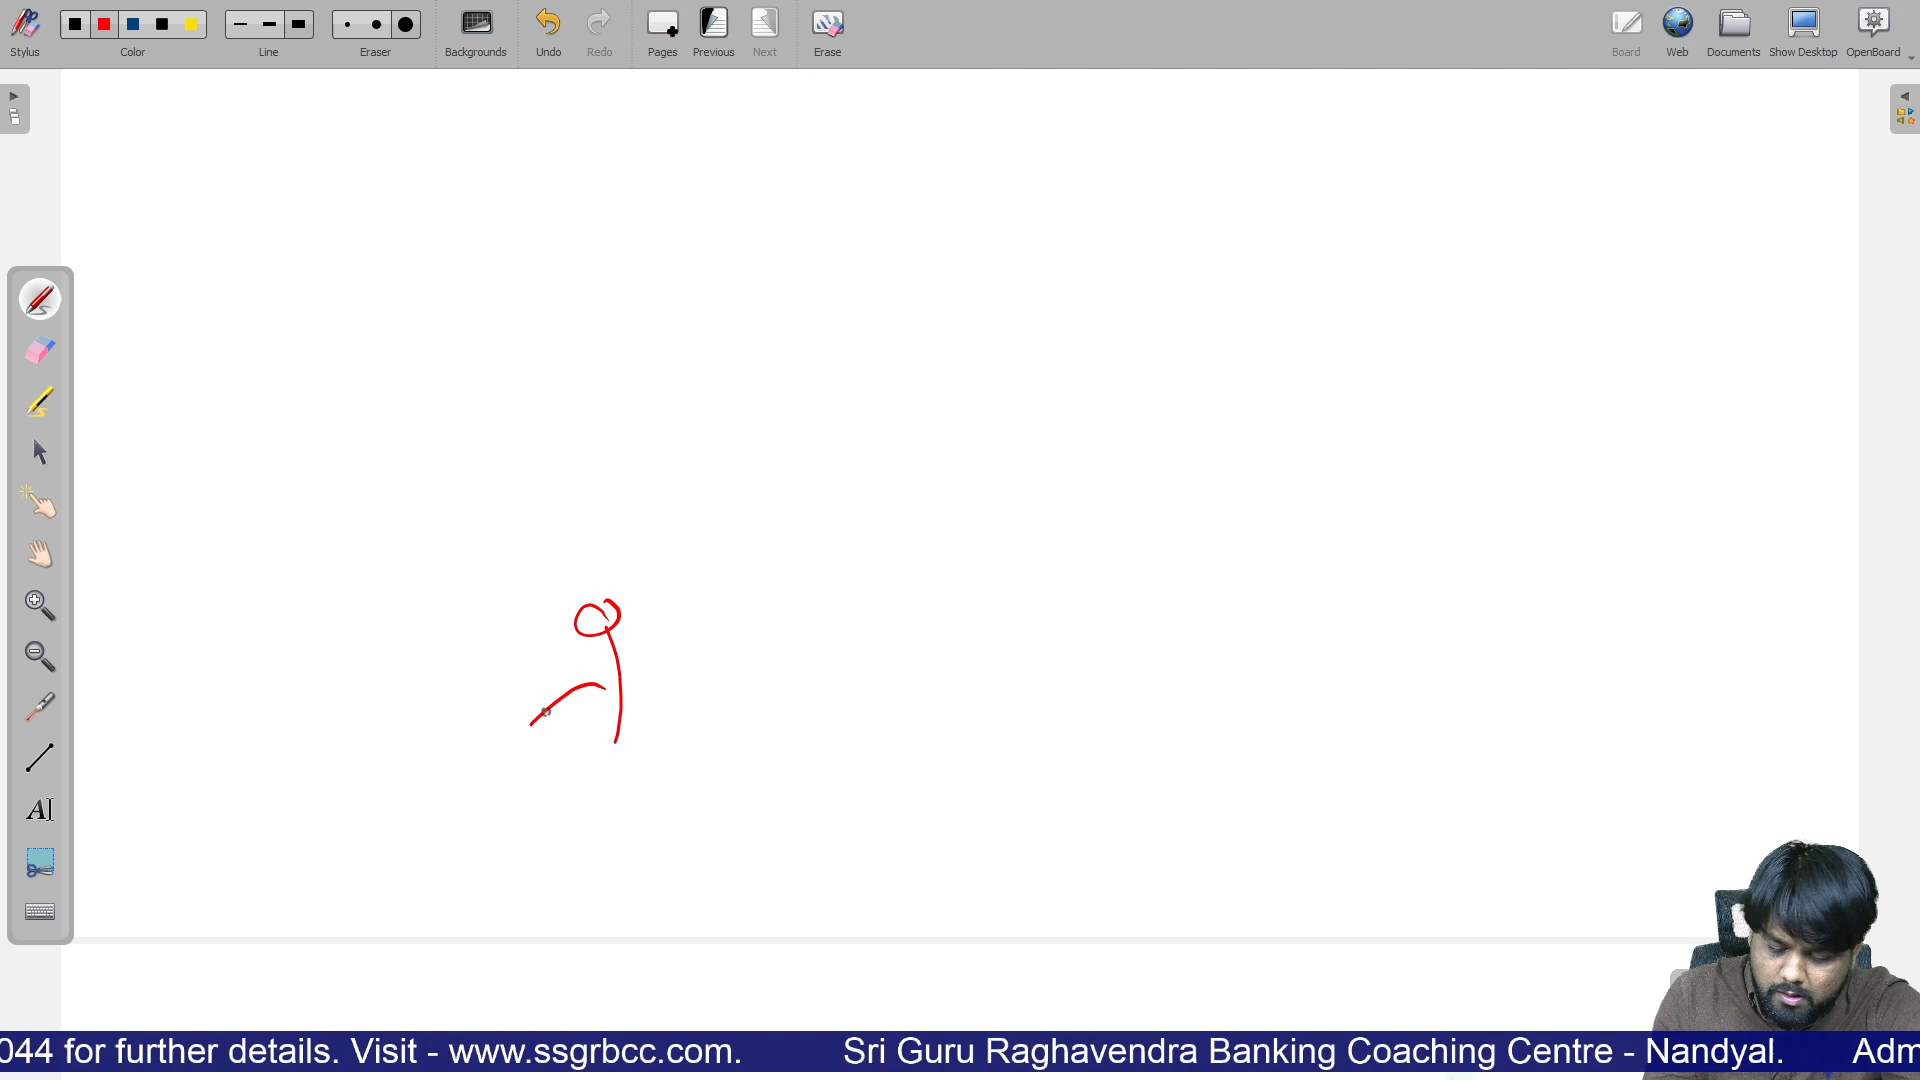 Stylus Color Line Eraser Backgrounds Undo Redo Pages Previous Next Erase Board Web Documents Show Desktop OpenBoard
044 for further details. Visit - www.ssgrbcc.com. Sri Guru Raghavendra Banking Coaching Centre - Nandyal. Adm